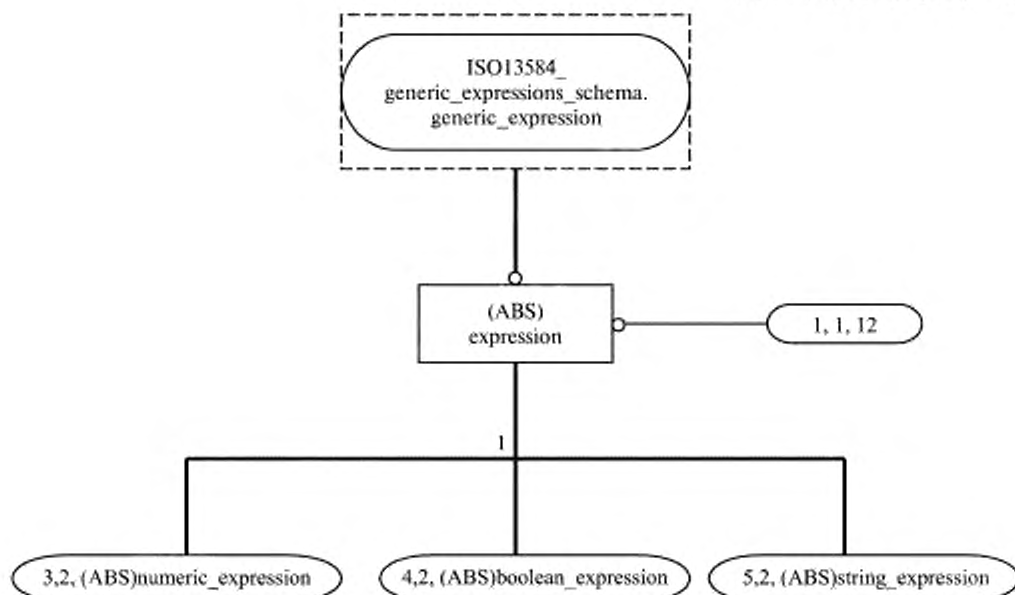 ISO13584_
generic_expressions_schema.
generic_expression
(ABS)
expression
1, 1, 12
1
3,2, (ABS)numeric_expression
4,2, (ABS)boolean_expression
5,2, (ABS)string_expression